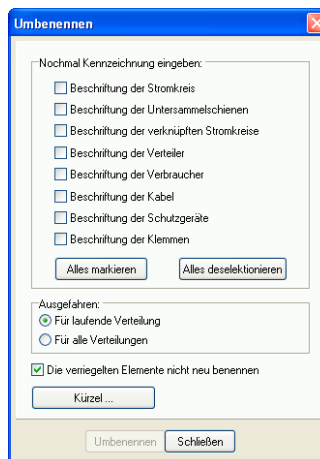 Umbenennen
Nochmal Kennzeichnung eingeben:
Beschriftung der Stromkreis
Beschriftung der Untersammelschienen
Beschriftung der verknüpften Stromkreise
Beschriftung der Verteiler
Beschriftung der Verbraucher
Beschriftung der Kabel
Beschriftung der Schutzgeräte
Beschriftung der Klemmen
Alles markieren Alles deselektionieren
Ausgefahren:
Für laufende Verteilung
Für alle Verteilungen
Die verriegelten Elemente nicht neu benennen
Kürzel ...
Umbenennen Schließen